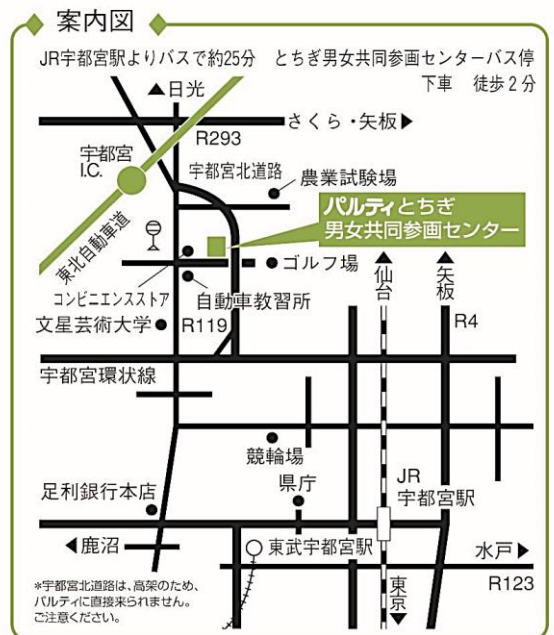 案内図
JR宇都宮駅よりバスで約25分 とちぎ男女共同参画センターバス停
下車 徒歩2分
▲日光
R293
さくら・矢板▶
宇都宮
I.C.
宇都宮北道路
農業試験場
東北自動車道
パルティとちぎ
男女共同参画センター
ゴルフ場
コンビニエンスストア
自動車教習所
▲仙台
▲矢板
文星芸術大学
R119
R4
宇都宮環状線
競輪場
足利銀行本店
県庁
JR
宇都宮駅
◀鹿沼
東武宇都宮駅
水戸▶
R123
東京▼
*宇都宮北道路は、高架のため、
パルティに直接来られません。
ご注意ください。